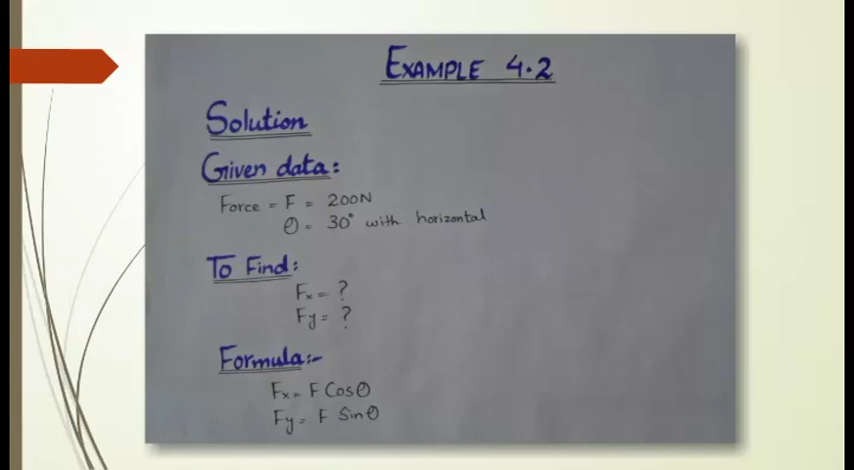 EXAMPLE 4.2
Solution
Given data:
Force = F = 200N
θ = 30° with horizontal
To Find:
Fx = ?
Fy = ?
Formula:-
Fx = F Cosθ
Fy = F Sinθ